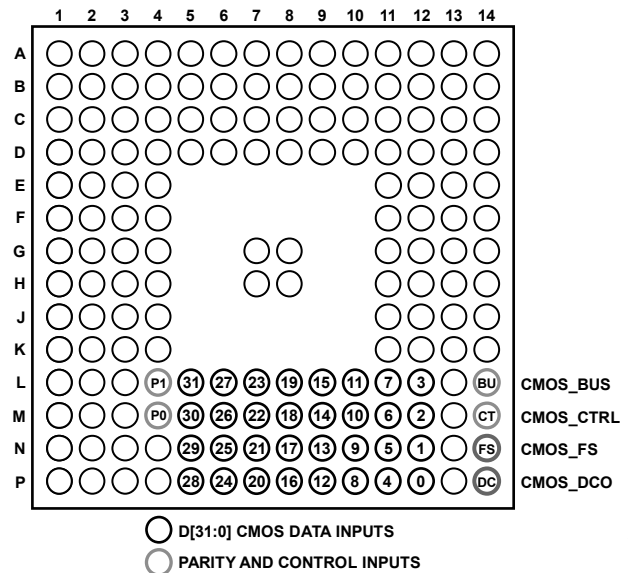 1 2 3 4 5 6 7 8 9 10 11 12 13 14
A
B
C
D
E
F
G
H
J
K
L P1 31 27 23 19 15 11 7 3 BU CMOS_BUS
M P0 30 26 22 18 14 10 6 2 CT CMOS_CTRL
N 29 25 21 17 13 9 5 1 FS CMOS_FS
P 28 24 20 16 12 8 4 0 DC CMOS_DCO
D[31:0] CMOS DATA INPUTS
PARITY AND CONTROL INPUTS